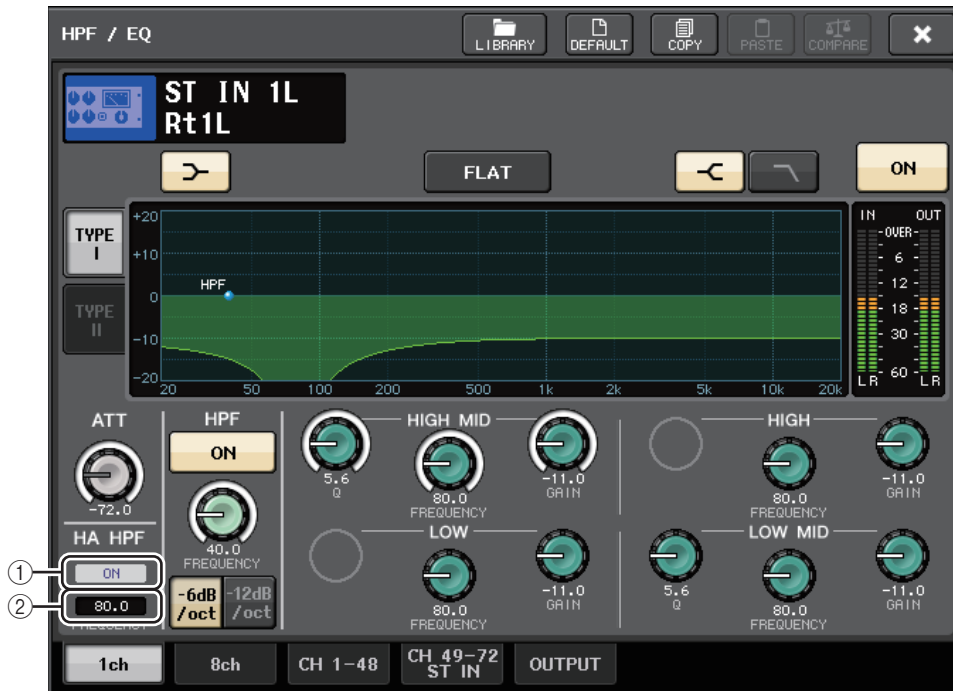 HPF / EQ
LIBRARY
DEFAULT
COPY
PASTE
COMPARE
ST IN 1L
Rt1L
FLAT
ON
TYPE
I
TYPE
II
+20
+10
0
-10
-20
HPF
20 50 100 200 500 1k 2k 5k 10k 20k
IN OUT
OVER
6
12
18
30
60
L R L R
ATT
-72.0
HA HPF
① ON
② 80.0
FREQUENCY
HPF
ON
40.0
FREQUENCY
-6dB
/oct
-12dB
/oct
HIGH MID
5.6
Q
80.0
FREQUENCY
-11.0
GAIN
HIGH
80.0
FREQUENCY
-11.0
GAIN
LOW
80.0
FREQUENCY
-11.0
GAIN
LOW MID
5.6
Q
80.0
FREQUENCY
-11.0
GAIN
1ch
8ch
CH 1-48
CH 49-72
ST IN
OUTPUT